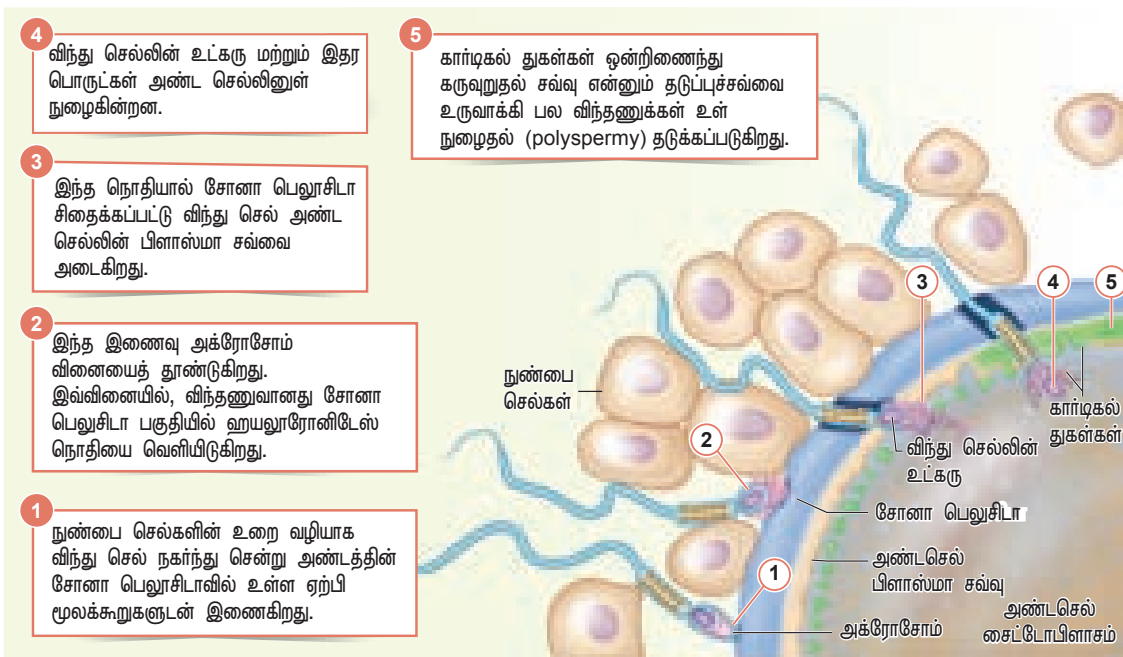 4
விந்து செல்லின் உட்கரு மற்றும் இதர
பொருட்கள் அண்ட செல்லினுள்
நுழைகின்றன.
5
கார்டிகல் துகள்கள் ஒன்றிணைந்து
கருவுறுதல் சவ்வு என்னும் தடுப்புச்சவ்வை
உருவாக்கி பல விந்தணுக்கள் உள்
நுழைதல் (polyspermy) தடுக்கப்படுகிறது.
3
இந்த நொதியால் சோனா பெலூசிடா
சிதைக்கப்பட்டு விந்து செல் அண்ட
செல்லின் பிளாஸ்மா சவ்வை
அடைகிறது.
2
இந்த இணைவு அக்ரோசோம்
வினையைத் தூண்டுகிறது.
இவ்வினையில், விந்தணுவானது சோனா
பெலுசிடா பகுதியில் ஹயலூரோனிடேஸ்
நொதியை வெளியிடுகிறது.
1
நுண்பை செல்களின் உறை வழியாக
விந்து செல் நகர்ந்து சென்று அண்டத்தின்
சோனா பெலூசிடாவில் உள்ள ஏற்பி
மூலக்கூறுகளுடன் இணைகிறது.
3
4
5
நுண்பை
செல்கள்
கார்டிகல்
துகள்கள்
2
விந்து செல்லின்
உட்கரு
சோனா பெலுசிடா
1
அண்டசெல்
பிளாஸ்மா சவ்வு
அக்ரோசோம்
அண்டசெல்
சைட்டோபிளாசம்